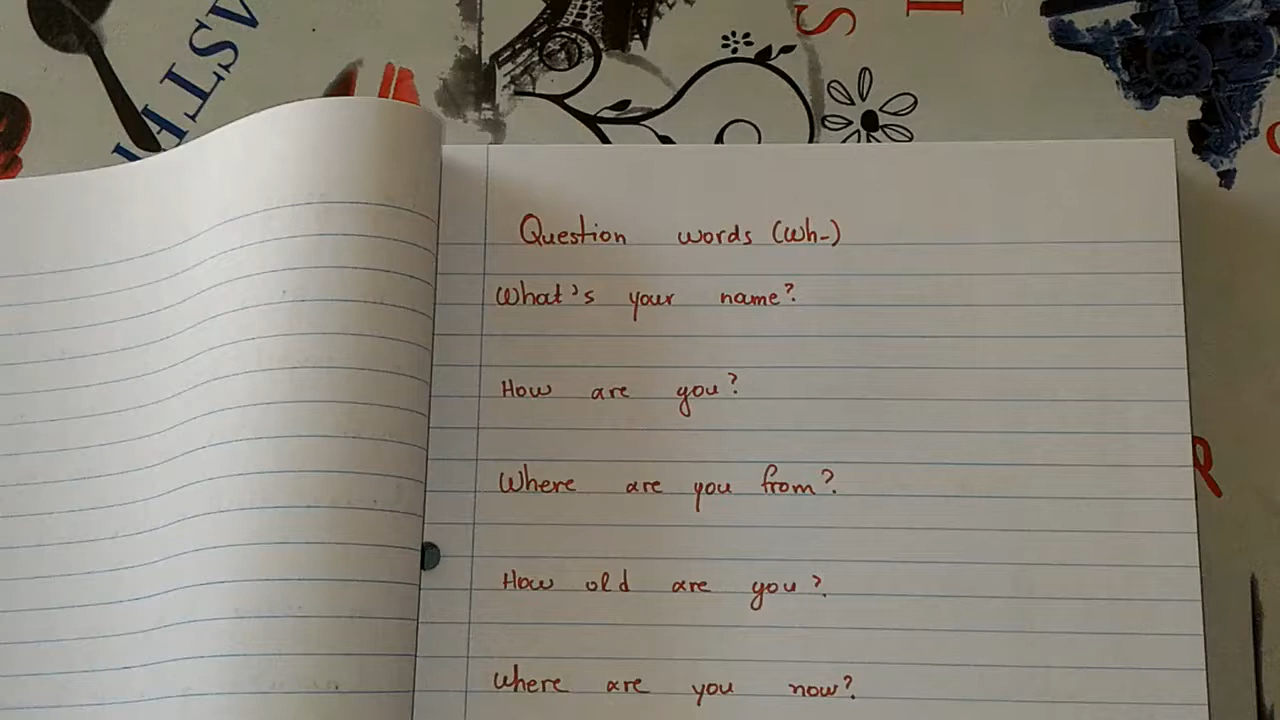 Question words (wh-)
What's your name?
How are you?
Where are you from?
How old are you?
where are you now?